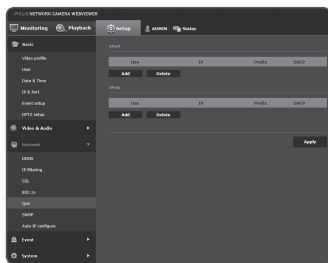 iPOLiS NETWORK CAMERA WEBVIEWER
Monitoring Playback Setup ADMIN Status
Basic
Video profile
User
Date & Time
IP & Port
Event setup
DPTZ setup
Video & Audio
Network
DDNS
IP filtering
SSL
802.1x
QoS
SNMP
Auto IP configure
Event
System
IPv4
Use IP Prefix DSCP
Add Delete
IPv6
Use IP Prefix DSCP
Add Delete
Apply